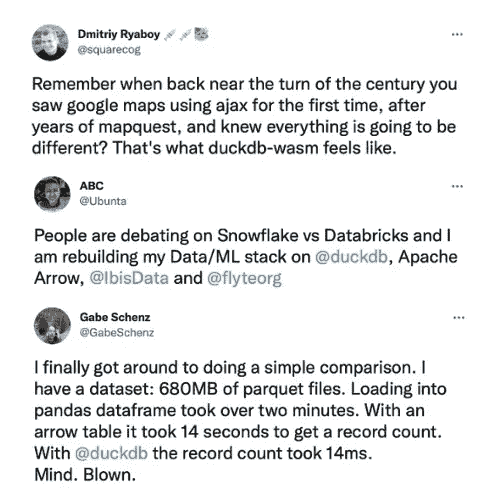 Dmitriy Ryaboy
@squarecog
Remember when back near the turn of the century you
saw google maps using ajax for the first time, after
years of mapquest, and knew everything is going to be
different? That's what duckdb-wasm feels like.
ABC
@Ubunta
People are debating on Snowflake vs Databricks and I
am rebuilding my Data/ML stack on @duckdb, Apache
Arrow, @IbisData and @flyteorg
Gabe Schenz
@GabeSchenz
I finally got around to doing a simple comparison. I
have a dataset: 680MB of parquet files. Loading into
pandas dataframe took over two minutes. With an
arrow table it took 14 seconds to get a record count.
With @duckdb the record count took 14ms.
Mind. Blown.